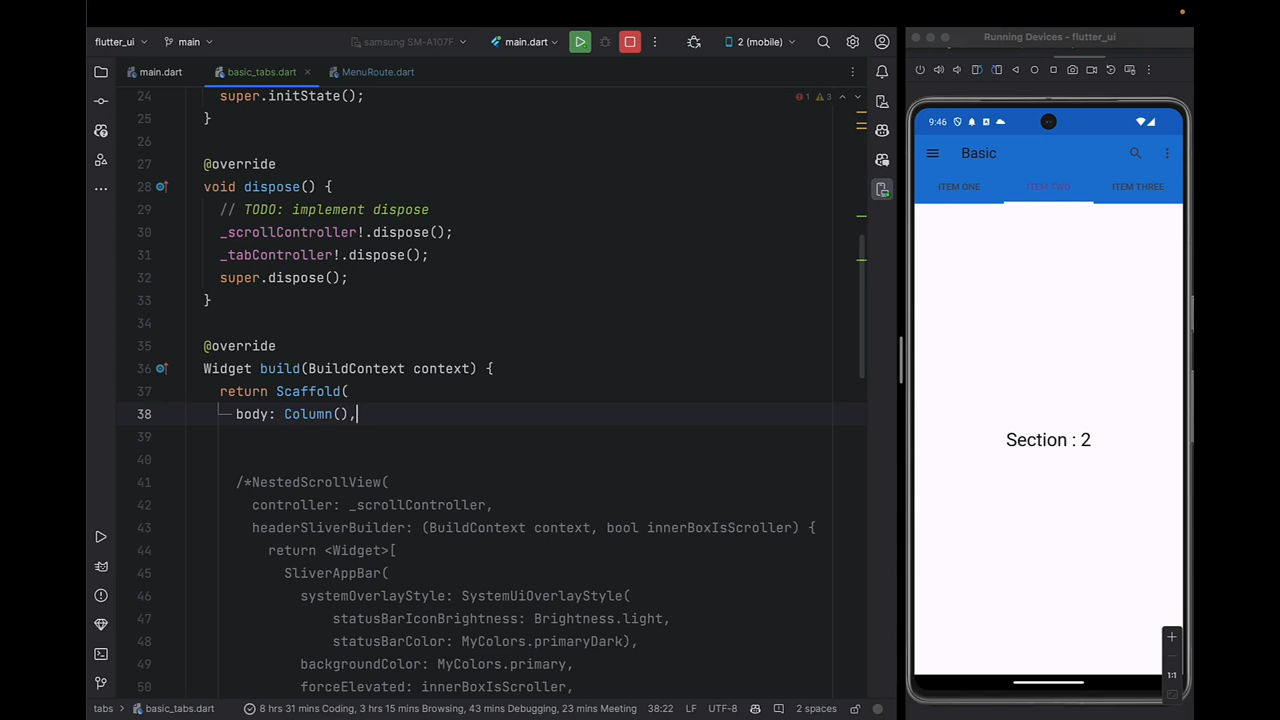 flutter_ui
main
samsung SM-A107F
main.dart
2 (mobile)
Running Devices - flutter_ui
main.dart
basic_tabs.dart
MenuRoute.dart
1
3
24 super.initState();
25 }
26
27 @override
28 void dispose() {
29 // TODO: implement dispose
30 _scrollController!.dispose();
31 _tabController!.dispose();
32 super.dispose();
33 }
34
35 @override
36 Widget build(BuildContext context) {
37 return Scaffold(
38 body: Column(),
39
40
41 /*NestedScrollView(
42 controller: _scrollController,
43 headerSliverBuilder: (BuildContext context, bool innerBoxIsScroller) {
44 return <Widget>[
45 SliverAppBar(
46 systemOverlayStyle: SystemUiOverlayStyle(
47 statusBarIconBrightness: Brightness.light,
48 statusBarColor: MyColors.primaryDark),
49 backgroundColor: MyColors.primary,
50 forceElevated: innerBoxIsScroller,
9:46
Basic
ITEM ONE
ITEM TWO
ITEM THREE
Section : 2
1:1
tabs > basic_tabs.dart
8 hrs 31 mins Coding, 3 hrs 15 mins Browsing, 43 mins Debugging, 23 mins Meeting
38:22
LF
UTF-8
2 spaces